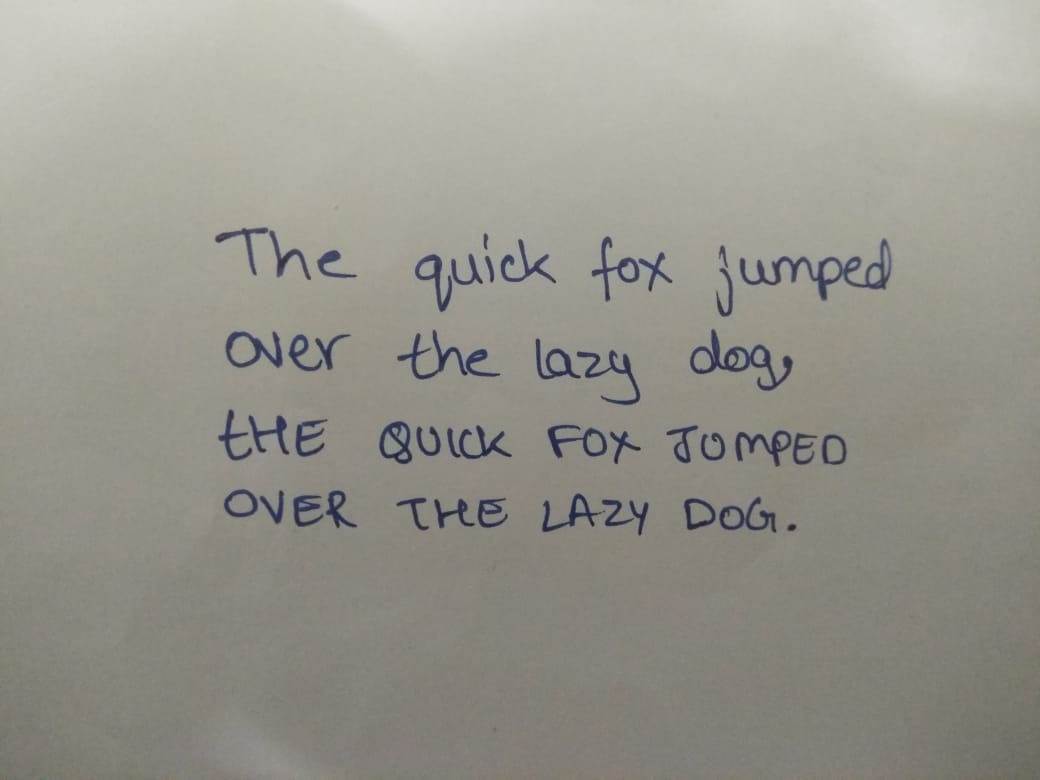 The quick fox jumped
over the lazy dog,
tHE QUICK FOX JUMPED
OVER THE LAZY DOG.